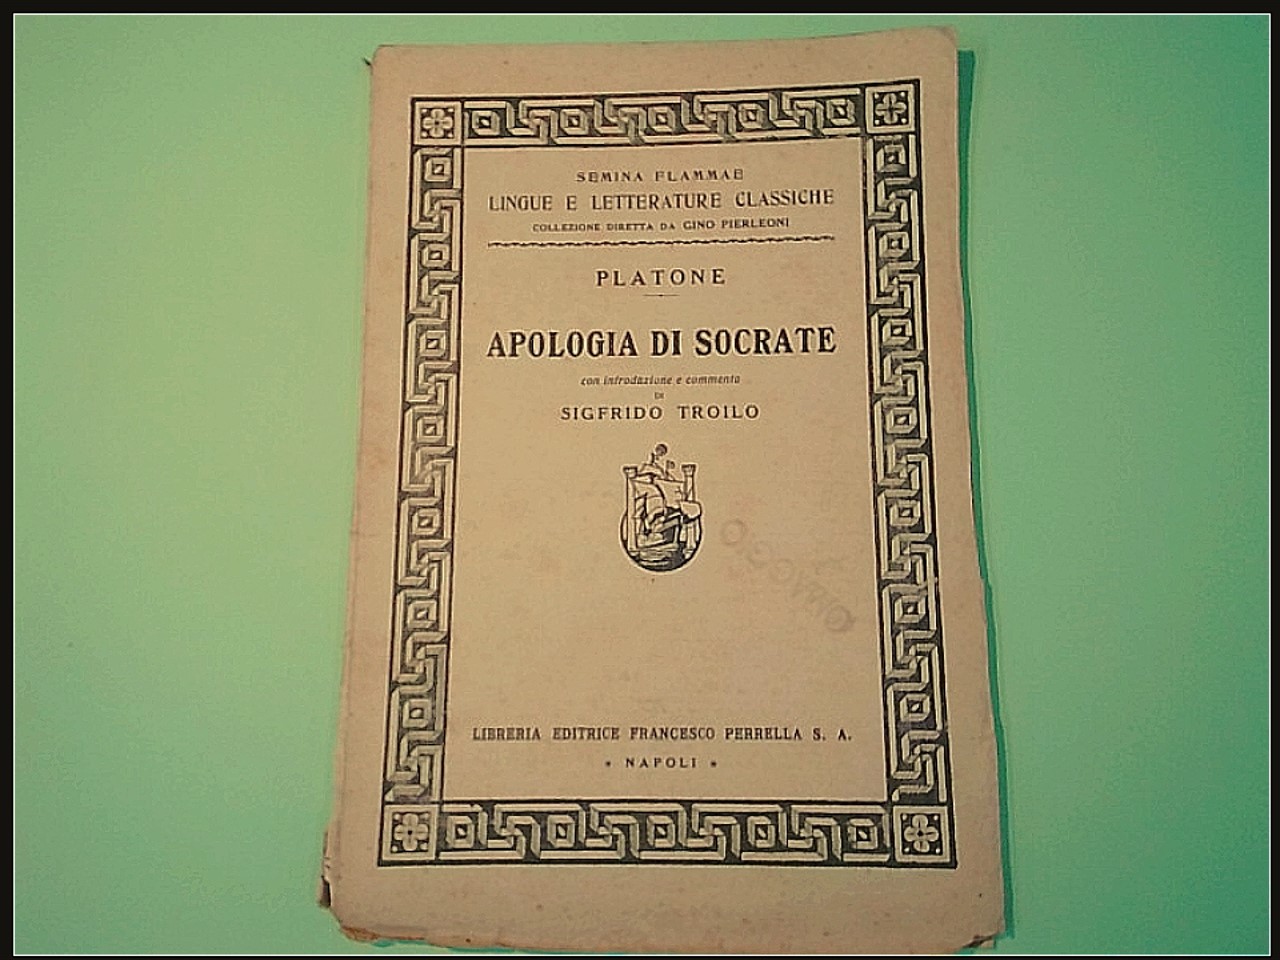 SEMINA FLAMMAE
LINGUE E LETTERATURE CLASSICHE
COLLEZIONE DIRETTA DA GINO PIERLEONI
PLATONE
APOLOGIA DI SOCRATE
con introduzione e commento
DI
SIGFRIDO TROILO
OMAGGIO
LIBRERIA EDITRICE FRANCESCO PERRELLA S. A.
* NAPOLI *